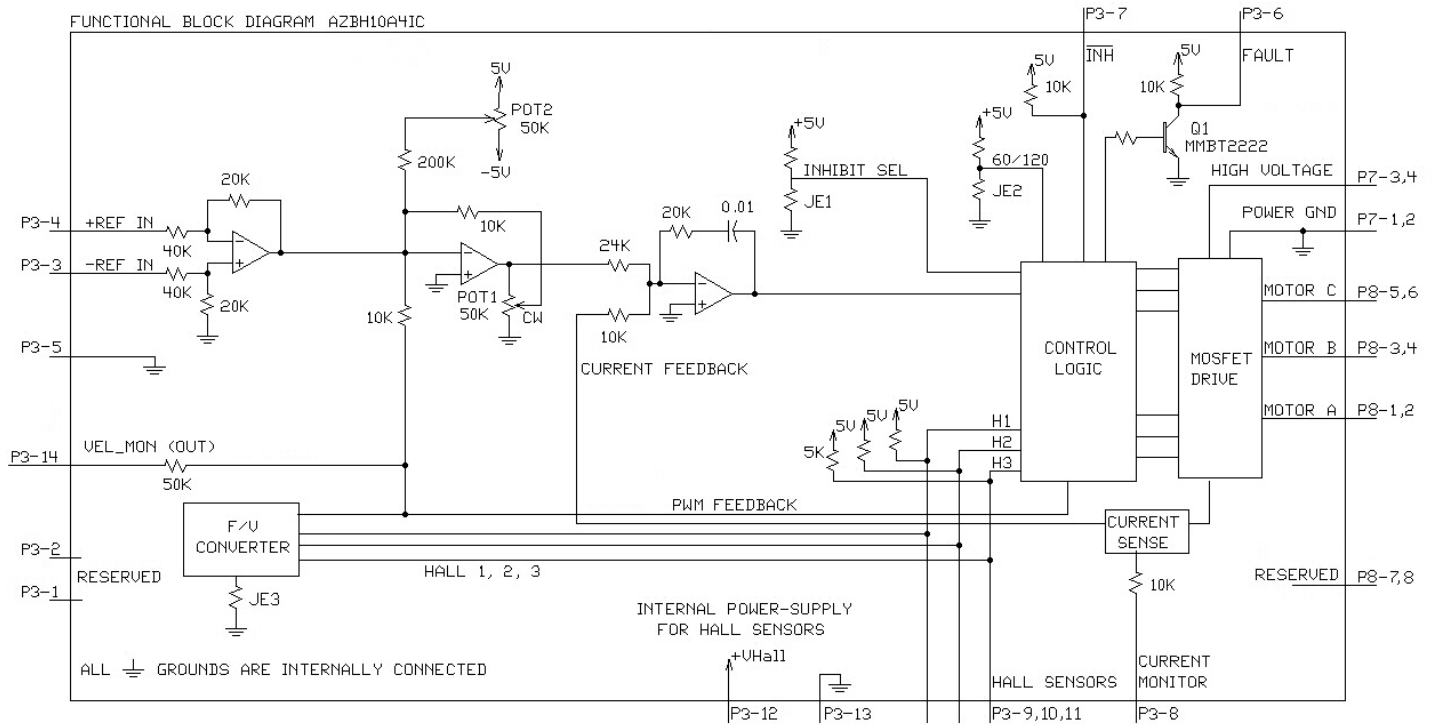 FUNCTIONAL BLOCK DIAGRAM AZBH10A4IC
P3-7
P3-6
INH
FAULT
5V
10K
5V
10K
Q1
MMBT2222
5V
POT2
50K
-5V
200K
+5V
INHIBIT SEL
JE1
+5V
60/120
JE2
HIGH VOLTAGE
P7-3,4
POWER GND
P7-1,2
P3-4
+REF IN
40K
20K
P3-3
-REF IN
40K
20K
10K
POT1
50K
CW
24K
20K
0.01
10K
CURRENT FEEDBACK
10K
P3-5
CONTROL
LOGIC
MOSFET
DRIVE
MOTOR C
P8-5,6
MOTOR B
P8-3,4
MOTOR A
P8-1,2
5V
5V
5V
5K
H1
H2
H3
VEL_MON (OUT)
P3-14
50K
PWM FEEDBACK
F/V
CONVERTER
HALL 1, 2, 3
JE3
CURRENT
SENSE
10K
P3-2
RESERVED
P3-1
RESERVED
P8-7,8
INTERNAL POWER-SUPPLY
FOR HALL SENSORS
+VHall
ALL GROUNDS ARE INTERNALLY CONNECTED
HALL SENSORS
CURRENT
MONITOR
P3-12
P3-13
P3-9,10,11
P3-8